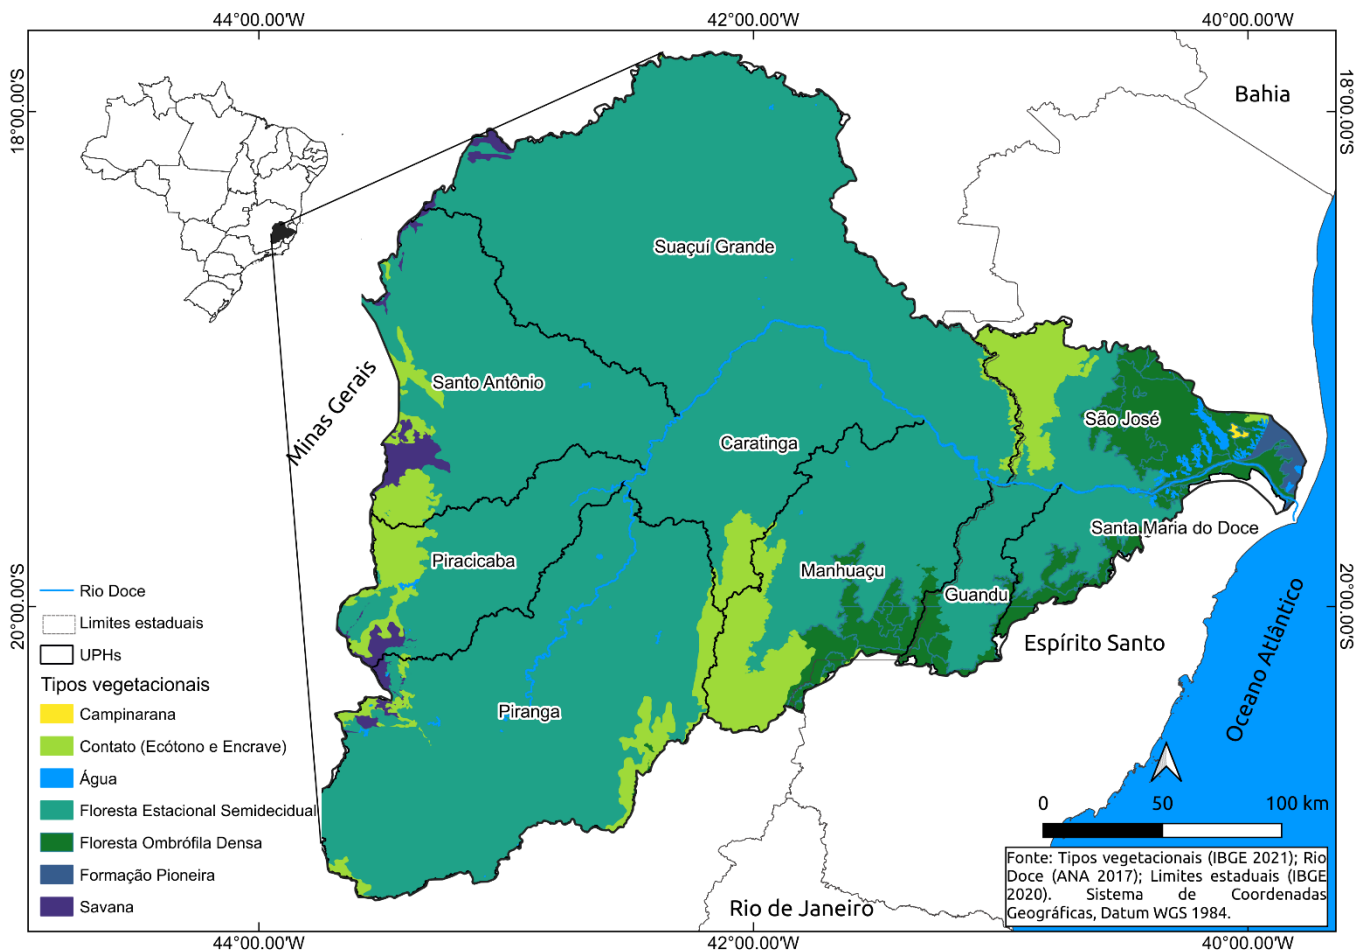 44°00.00'W
42°00.00'W
40°00.00'W
18°00.00'S
18°00.00'S
Bahia
Suaçuí Grande
Minas Gerais
Santo Antônio
São José
Caratinga
Santa Maria do Doce
Piracicaba
Manhuaçu
Guandu
20°00.00'S
20°00.00'S
Espírito Santo
Oceano Atlântico
Piranga
Rio de Janeiro
Rio Doce
Limites estaduais
UPHs
Tipos vegetacionais
Campinarana
Contato (Ecótono e Encrave)
Água
Floresta Estacional Semidecidual
Floresta Ombrófila Densa
Formação Pioneira
Savana
0 50 100 km
Fonte: Tipos vegetacionais (IBGE 2021); Rio
Doce (ANA 2017); Limites estaduais (IBGE
2020). Sistema de Coordenadas
Geográficas, Datum WGS 1984.
44°00.00'W
42°00.00'W
40°00.00'W